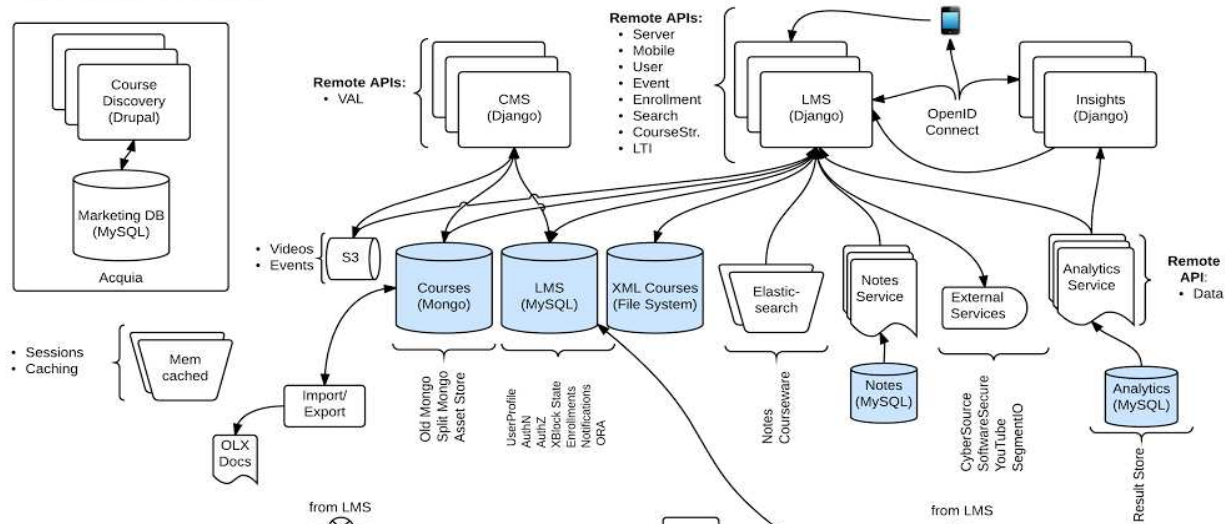 Course
Discovery
(Drupal)
Marketing DB
(MySQL)
Acquia
Remote APIs:
• VAL
CMS
(Django)
Remote APIs:
• Server
• Mobile
• User
• Event
• Enrollment
• Search
• CourseStr.
• LTI
LMS
(Django)
OpenID
Connect
Insights
(Django)
• Videos
• Events
S3
Courses
(Mongo)
LMS
(MySQL)
XML Courses
(File System)
Elastic-
search
Notes
Service
External
Services
Analytics
Service
Remote
API:
• Data
• Sessions
• Caching
Mem
cached
Import/
Export
OLX
Docs
Old Mongo
Split Mongo
Asset Store
UserProfile
AuthN
AuthZ
XBlock State
Enrollments
Notifications
ORA
Notes
Courseware
Notes
(MySQL)
CyberSource
SoftwareSecure
YouTube
SegmentIO
Analytics
(MySQL)
Result Store
from LMS
from LMS